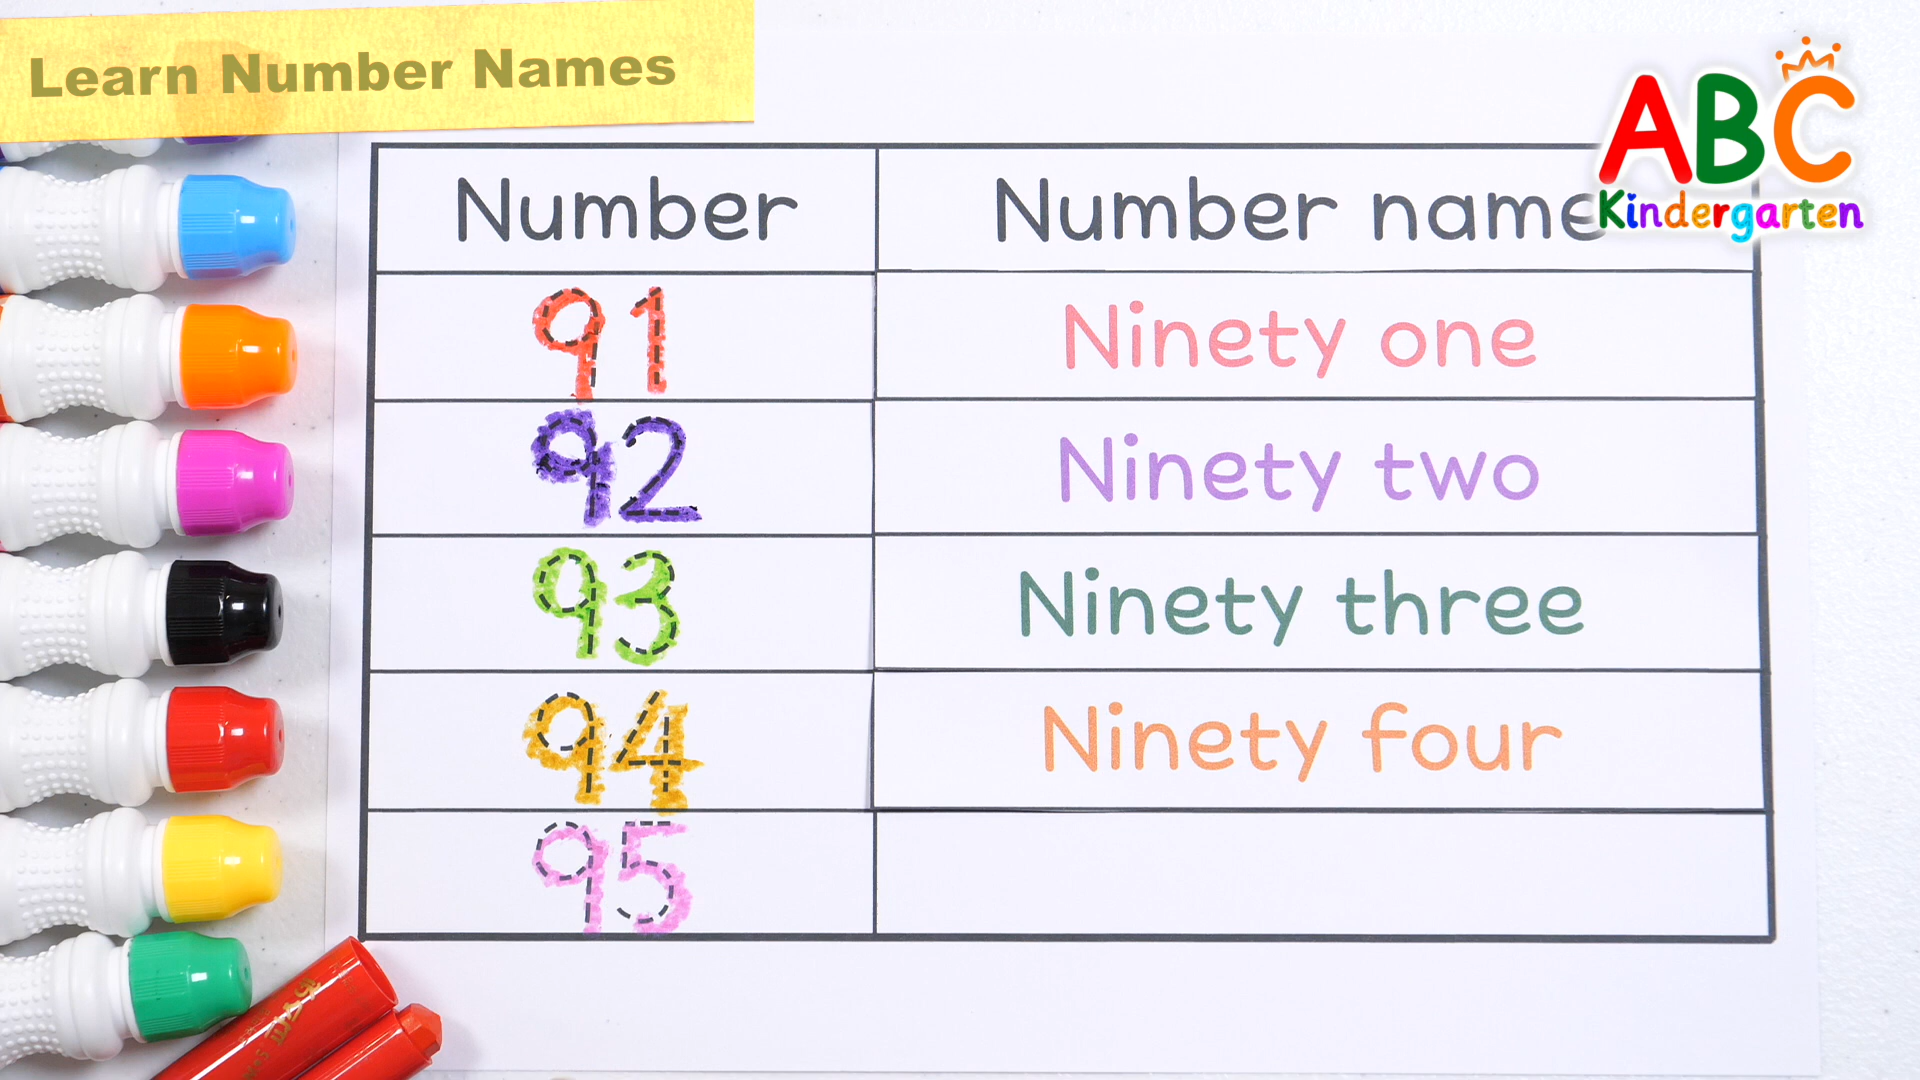 Learn Number Names
ABC
Kindergarten
Number Number name
91 Ninety one
92 Ninety two
93 Ninety three
94 Ninety four
95